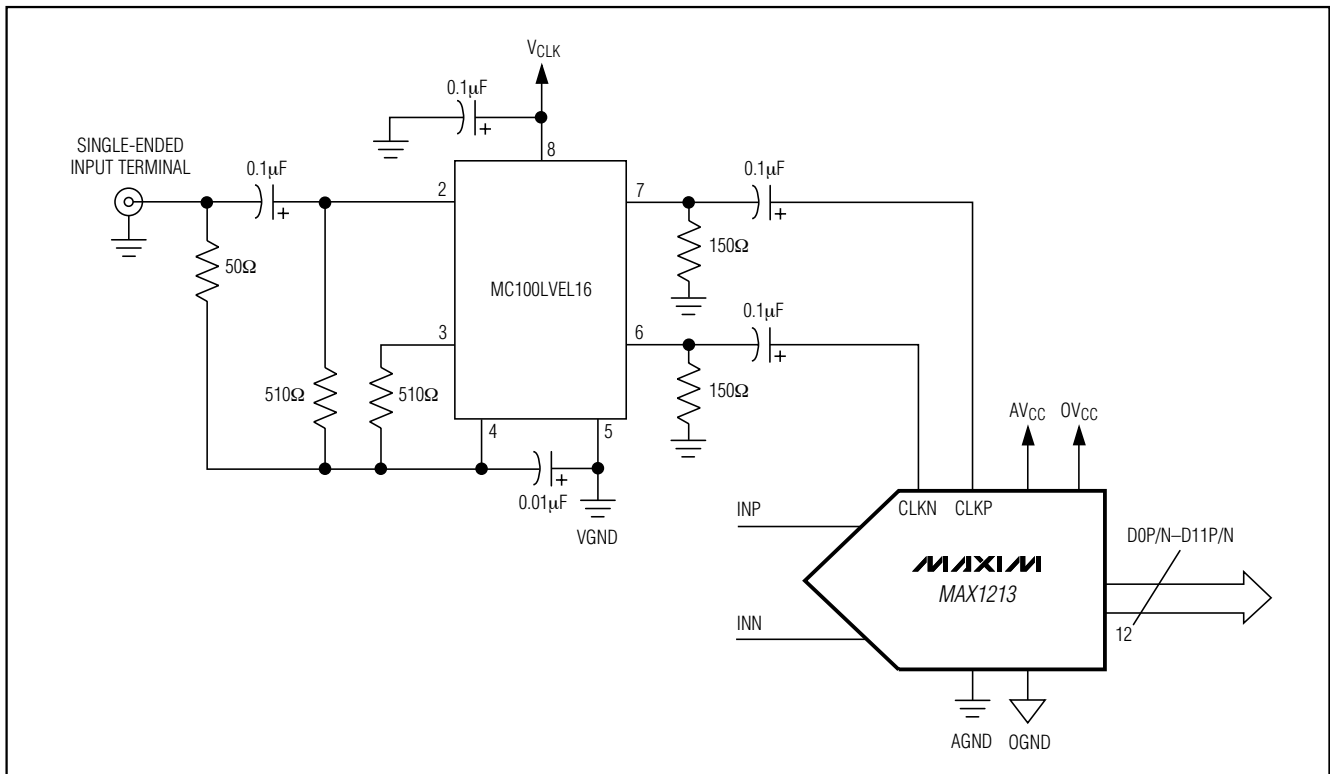 VCLK
0.1µF
+
SINGLE-ENDED
INPUT TERMINAL
0.1µF
+
8
2
7
0.1µF
+
50Ω
150Ω
MC100LVEL16
0.1µF
+
3
6
510Ω
510Ω
150Ω
4
5
0.01µF
+
VGND
AVCC
OVCC
INP
CLKN
CLKP
D0P/N–D11P/N
MAXIM
MAX1213
INN
12
AGND
OGND